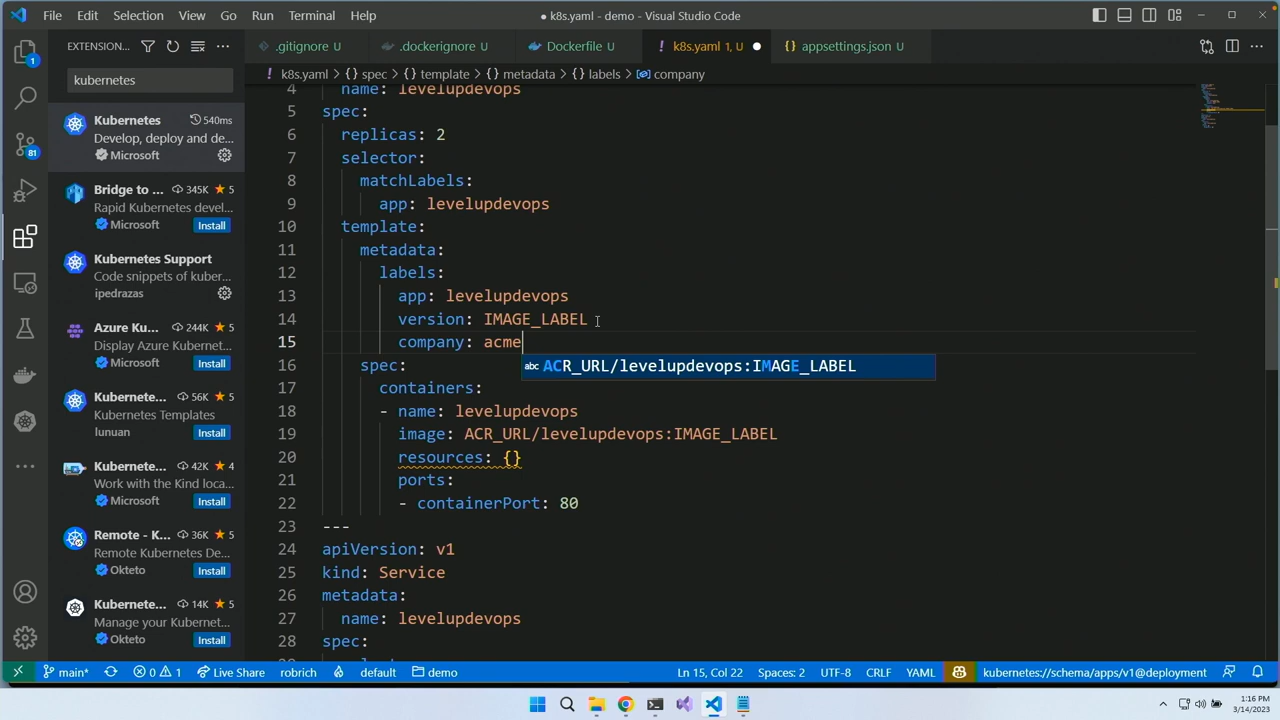 File Edit Selection View Go Run Terminal Help
● k8s.yaml - demo - Visual Studio Code
EXTENSION...
kubernetes
1
81
Kubernetes 540ms
Develop, deploy and de...
Microsoft
Bridge to ... 345K ★ 5
Rapid Kubernetes devel...
Microsoft Install
Kubernetes Support
Code snippets of kuber...
ipedrazas
Azure Ku... 328K ★ 5
Display Azure Kubernet...
Microsoft Install
Kubernete... 68K ★ 5
Kubernetes Templates
lunuan Install
Kubernete... 42K ★ 4
Work with the Kind loca...
Microsoft Install
Remote - K... 36K ★ 5
Remote Kubernetes De...
Okteto Install
Kubernete... 14K ★ 5
Manage your Kubernet...
Okteto Install
.gitignore U .dockerignore U Dockerfile U ! k8s.yaml 1, U ● {} appsettings.json U
! k8s.yaml > {} spec > {} template > {} metadata > {} labels > company
4 name: levelupdevops
5 spec:
6 replicas: 2
7 selector:
8 matchLabels:
9 app: levelupdevops
10 template:
11 metadata:
12 labels:
13 app: levelupdevops
14 version: IMAGE_LABEL
15 company: acme
abc ACR_URL/levelupdevops:IMAGE_LABEL
16 spec:
17 containers:
18 - name: levelupdevops
19 image: ACR_URL/levelupdevops:IMAGE_LABEL
20 resources: {}
21 ports:
22 - containerPort: 80
23 ---
24 apiVersion: v1
25 kind: Service
26 metadata:
27 name: levelupdevops
28 spec:
main* 0 1 Live Share robrich default demo Ln 15, Col 22 Spaces: 2 UTF-8 CRLF YAML kubernetes://schema/apps/v1@deployment
1:16 PM
3/14/2023